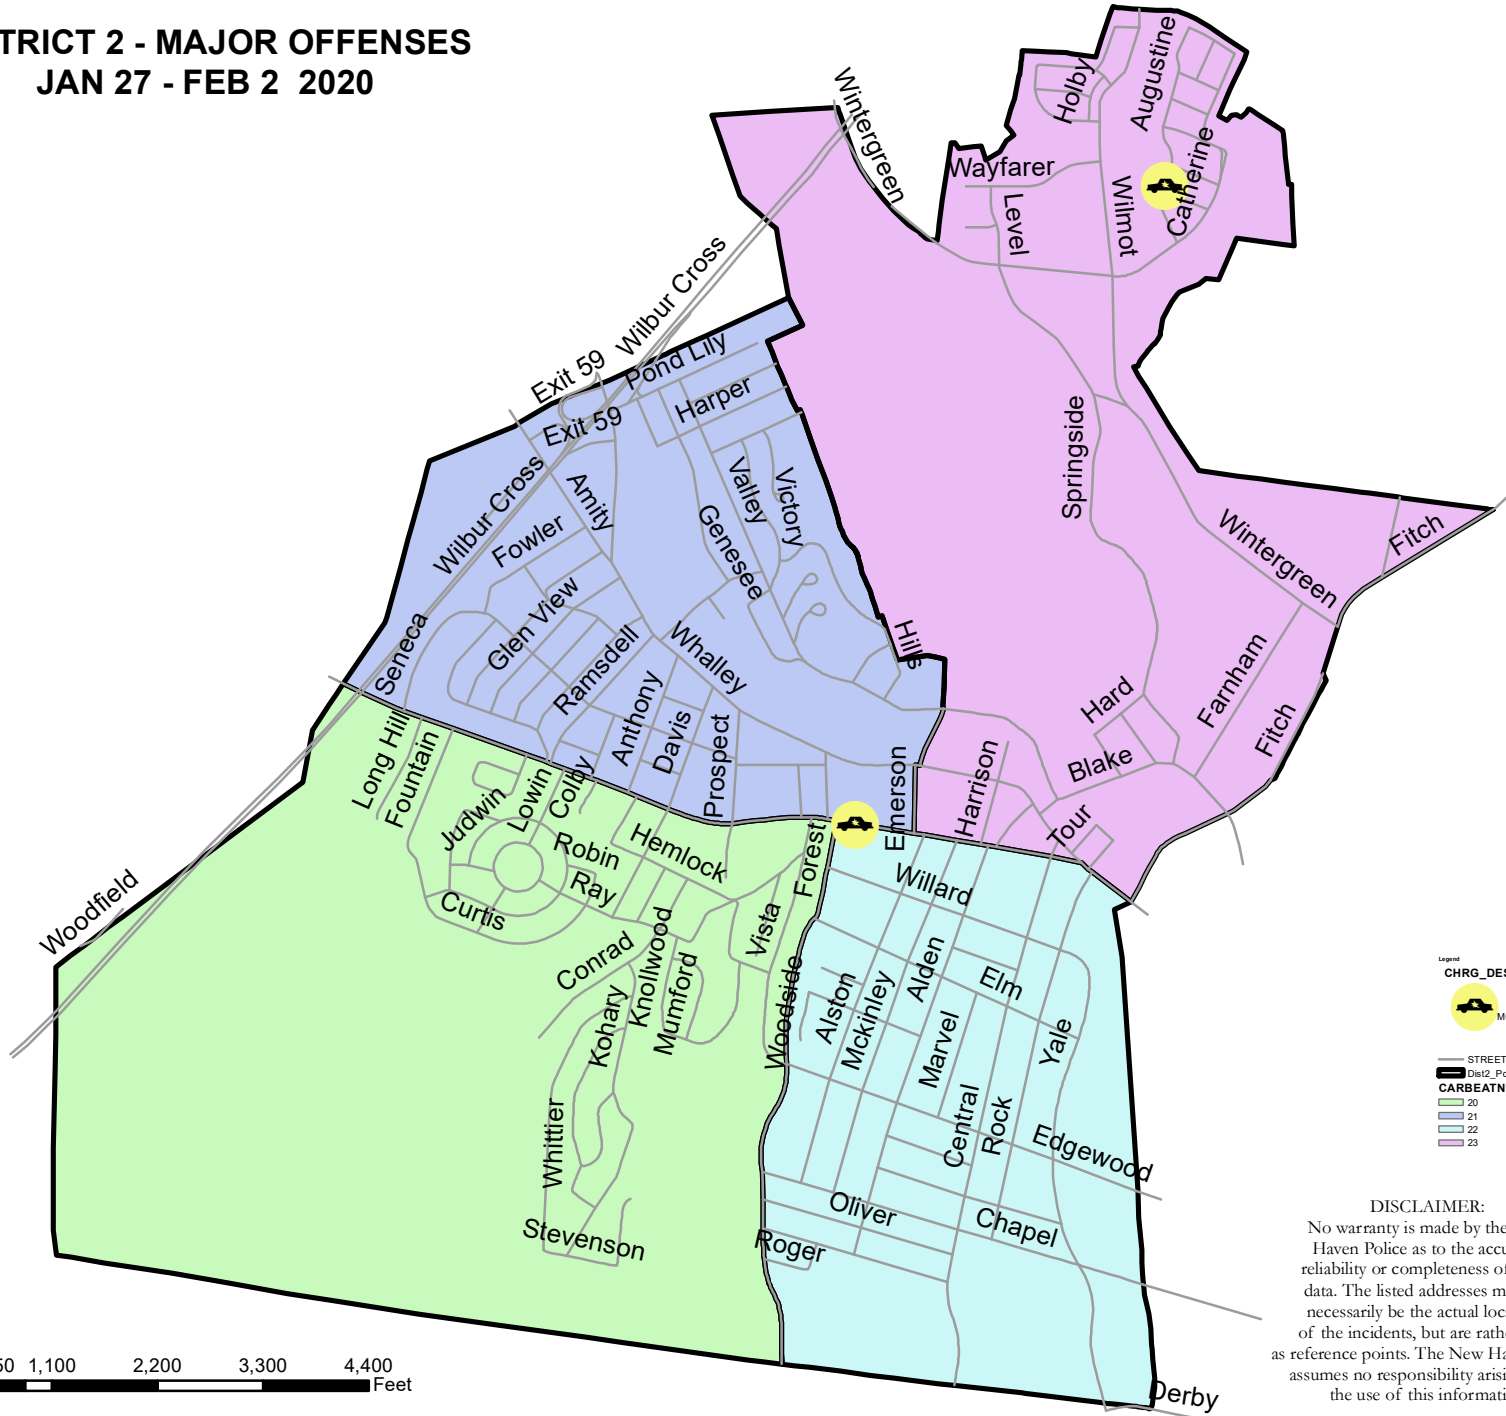 TRICT 2 - MAJOR OFFENSES
JAN 27 - FEB 2 2020
Wintergreen
Holby
Augustine
Wayfarer
Catherine
Level
Wilmot
Wilbur Cross
Exit 59
Pond Lily
Harper
Exit 59
Wilbur Cross
Amity
Fowler
Valley
Victory
Genesee
Springside
Wintergreen
Fitch
Glen View
Seneca
Ramsdell
Whalley
Hills
Anthony
Davis
Prospect
Hard
Farnham
Fitch
Blake
Long Hill
Fountain
Judwin
Lowin
Colby
Emerson
Harrison
Tour
Robin
Hemlock
Forest
Ray
Curtis
Willard
Woodfield
Conrad
Knollwood
Vista
Mumford
Kohary
Woodside
Alston
Mckinley
Alden
Elm
Marvel
Yale
Central
Rock
Edgewood
Whittier
Stevenson
Oliver
Chapel
Roger
Derby
Legend
CHRG_DES
STREET
CARBEATN
20
21
22
23
DISCLAIMER:
No warranty is made by the
Haven Police as to the accu
reliability or completeness of
data. The listed addresses m
necessarily be the actual loc
of the incidents, but are rath
as reference points. The New Ha
assumes no responsibility arisi
the use of this informati
50 1,100 2,200 3,300 4,400
Feet